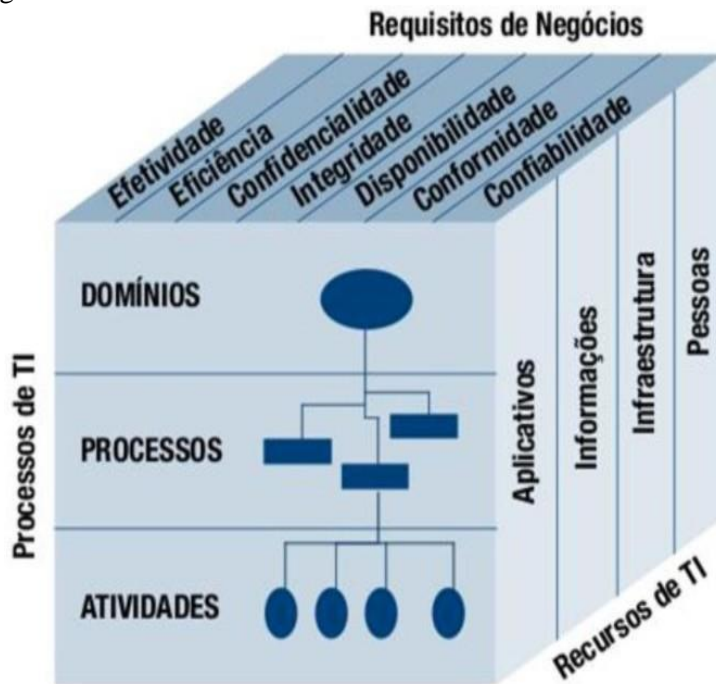 Requisitos de Negócios
Efetividade
Eficiência
Confidencialidade
Integridade
Disponibilidade
Conformidade
Confiabilidade
Processos de TI
DOMÍNIOS
PROCESSOS
ATIVIDADES
Aplicativos
Informações
Infraestrutura
Pessoas
Recursos de TI